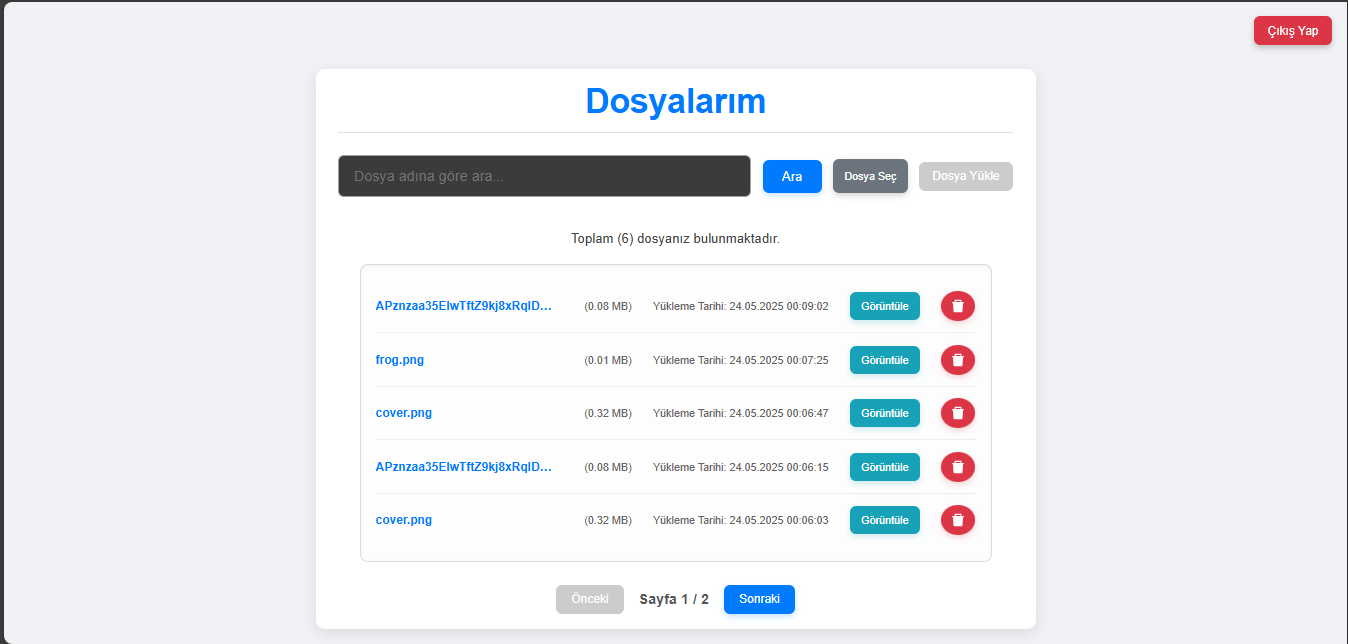 Çıkış Yap
Dosyalarım
Dosya adına göre ara...
Ara
Dosya Seç
Dosya Yükle
Toplam (6) dosyanız bulunmaktadır.
APznzaa35ElwTftZ9kj8xRqlD... (0.08 MB) Yükleme Tarihi: 24.05.2025 00:09:02 Görüntüle
frog.png (0.01 MB) Yükleme Tarihi: 24.05.2025 00:07:25 Görüntüle
cover.png (0.32 MB) Yükleme Tarihi: 24.05.2025 00:06:47 Görüntüle
APznzaa35ElwTftZ9kj8xRqlD... (0.08 MB) Yükleme Tarihi: 24.05.2025 00:06:15 Görüntüle
cover.png (0.32 MB) Yükleme Tarihi: 24.05.2025 00:06:03 Görüntüle
Önceki Sayfa 1 / 2 Sonraki